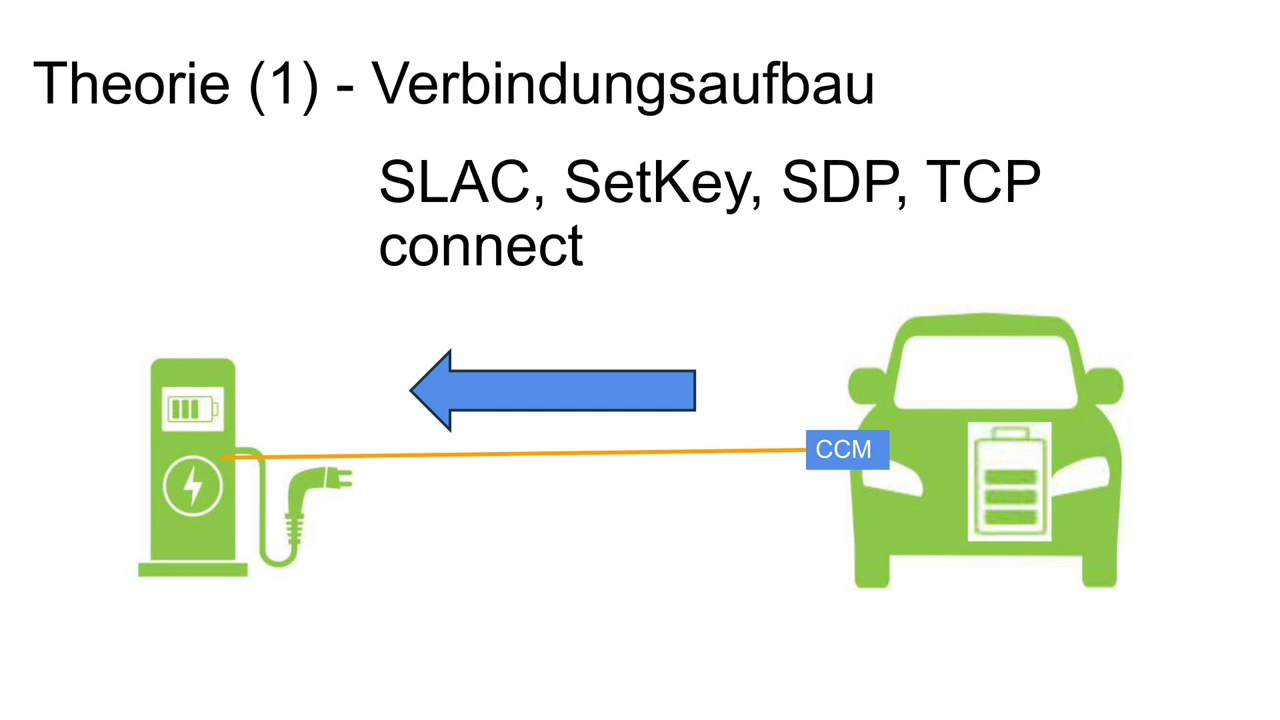 Theorie (1) - Verbindungsaufbau
SLAC, SetKey, SDP, TCP
connect
CCM